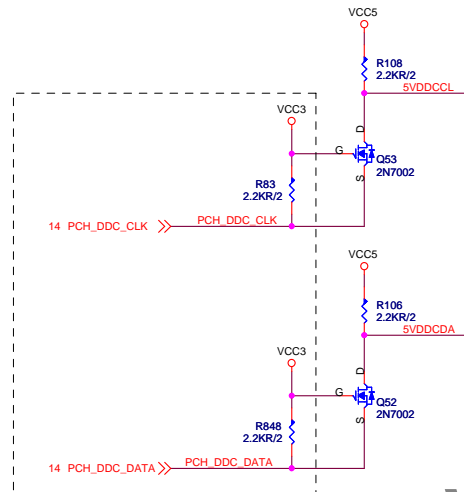 VCC5
R108
2.2KR/2
5VDDCCL
VCC3
D
G
Q53
2N7002
S
R83
2.2KR/2
14 PCH_DDC_CLK
PCH_DDC_CLK
VCC5
R106
2.2KR/2
5VDDCDA
VCC3
D
G
Q52
2N7002
S
R848
2.2KR/2
14 PCH_DDC_DATA
PCH_DDC_DATA